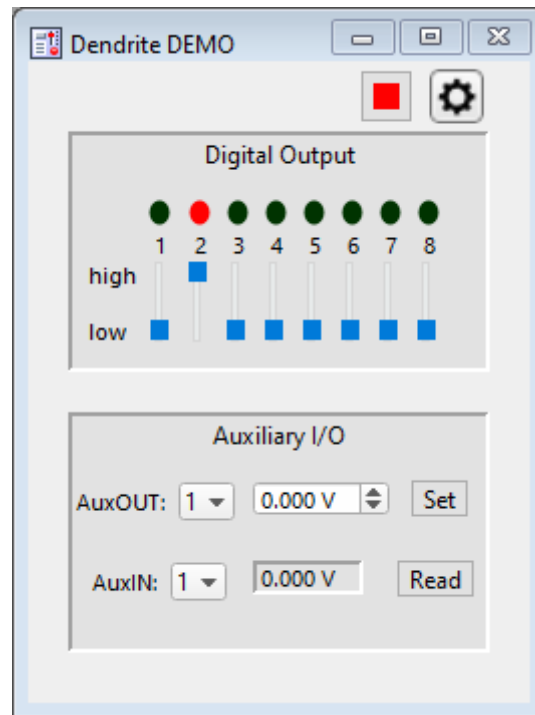 Dendrite DEMO
Digital Output
1 2 3 4 5 6 7 8
high
low
Auxiliary I/O
AuxOUT: 1 0.000 V Set
AuxIN: 1 0.000 V Read